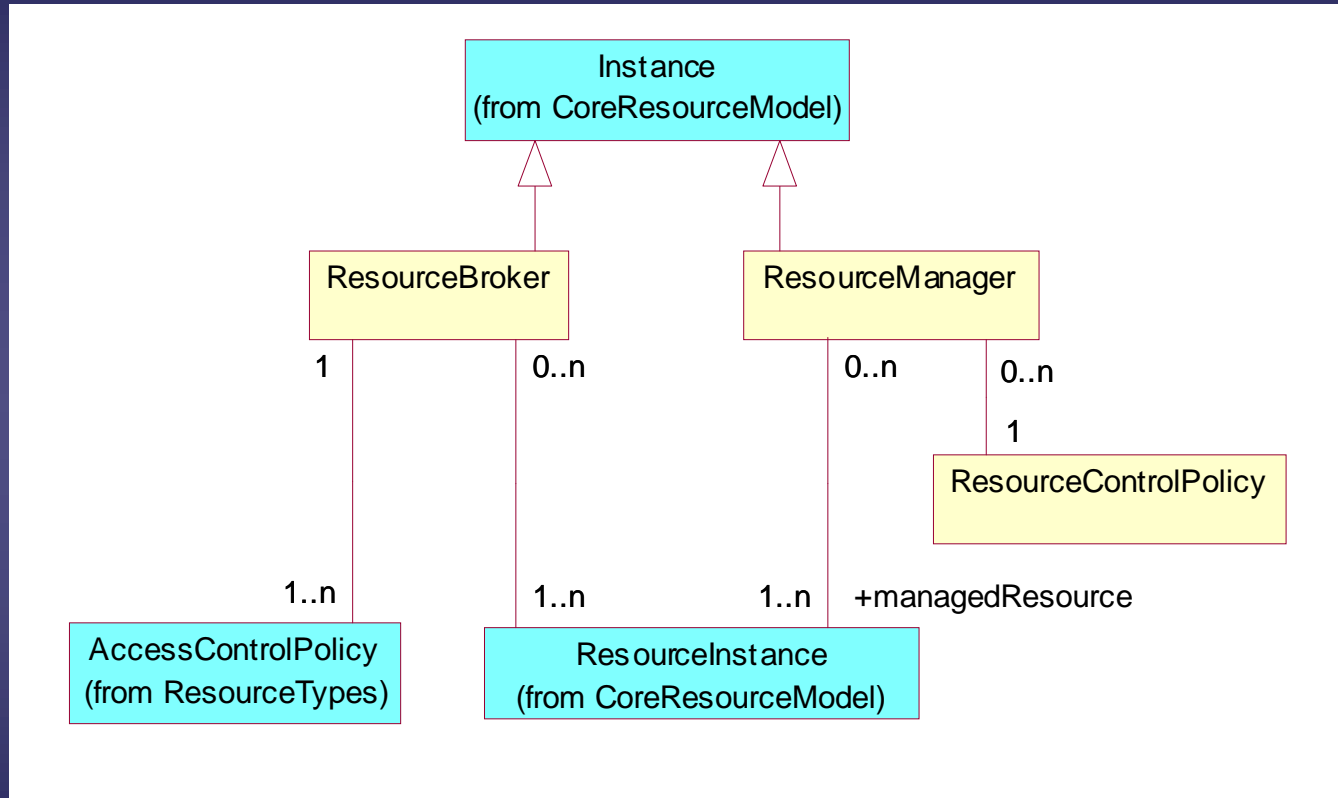 Instance
(from CoreResourceModel)
ResourceBroker
ResourceManager
1
0..n
0..n
0..n
1
ResourceControlPolicy
1..n
1..n
1..n
+managedResource
AccessControlPolicy
(from ResourceTypes)
ResourceInstance
(from CoreResourceModel)